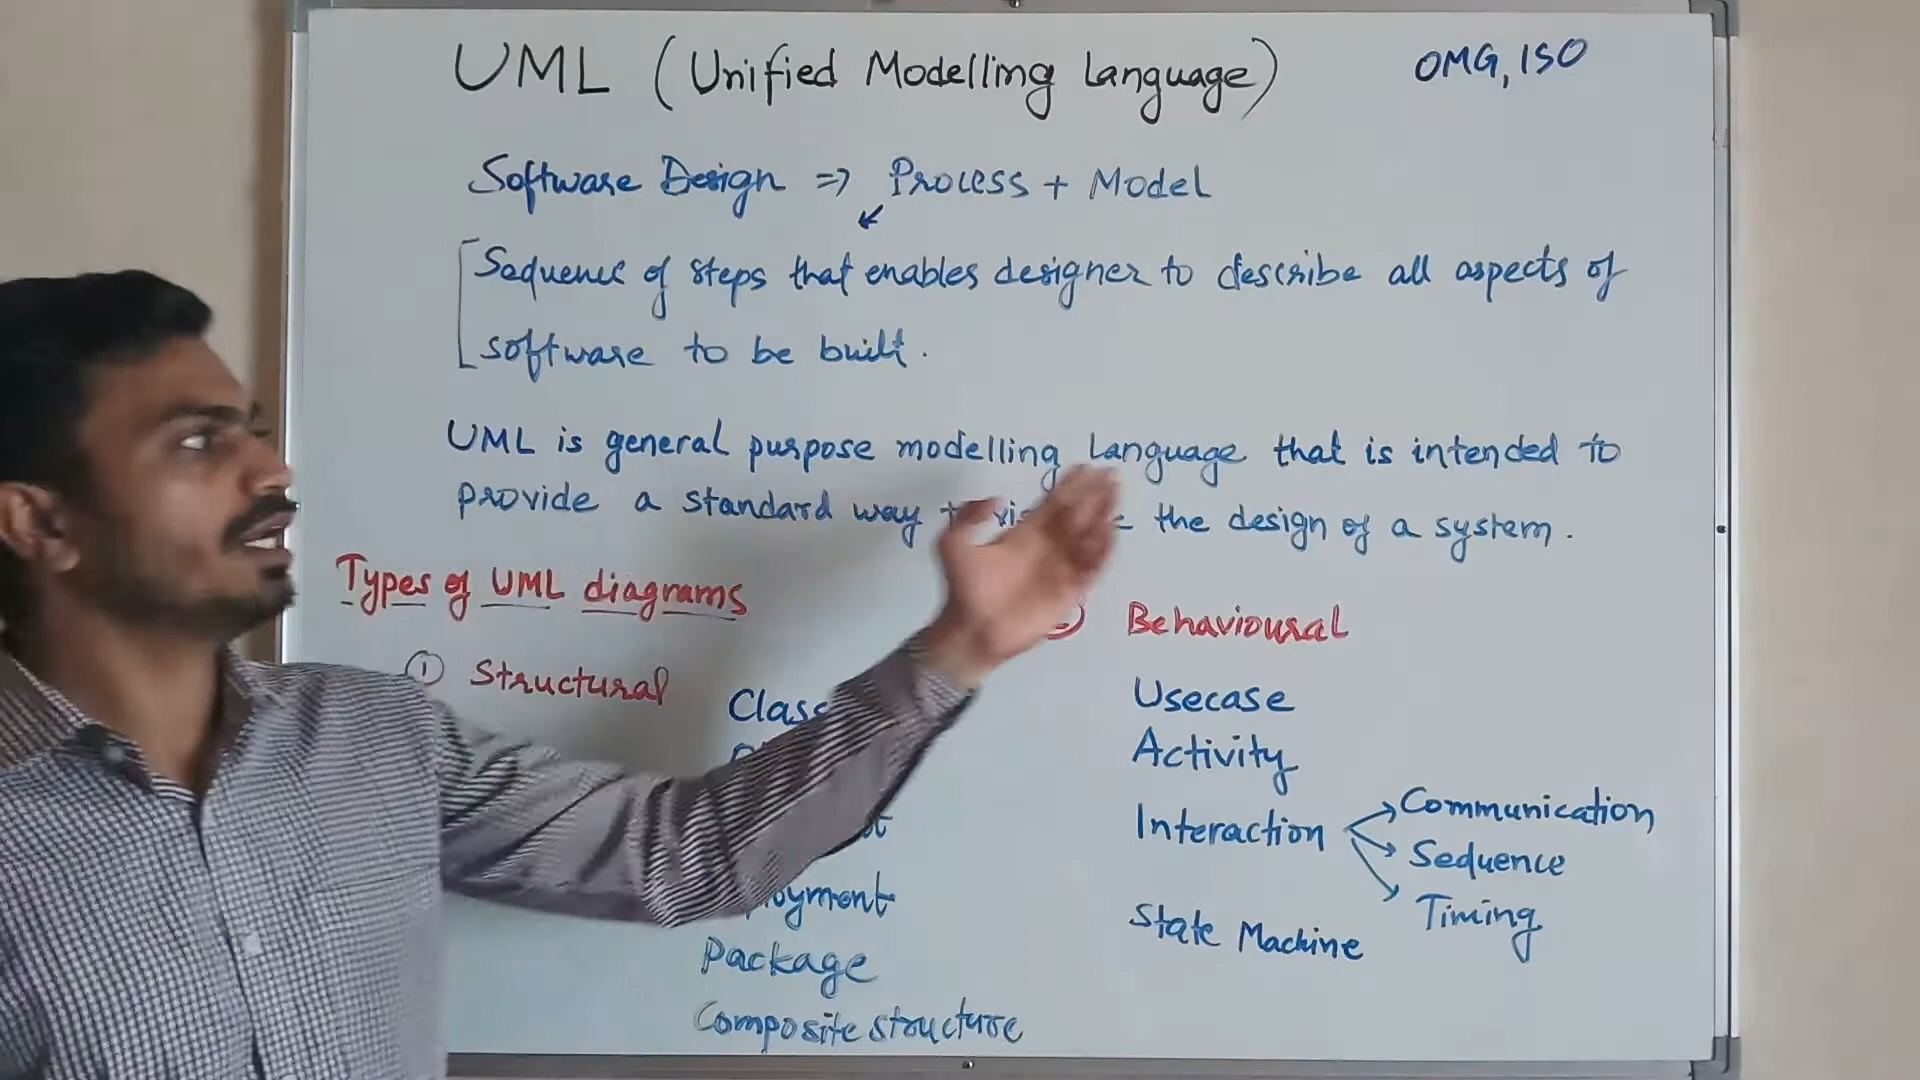 UML (Unified Modelling Language)
OMG, ISO
Software Design => Process + Model
Sequence of steps that enables designer to describe all aspects of
software to be built.
UML is general purpose modelling language that is intended to
provide a standard way the design of a system.
Types of UML diagrams
① Structural
Behavioural
Usecase
Activity
Interaction
Communication
Sequence
Timing
State Machine
Package
Composite structure